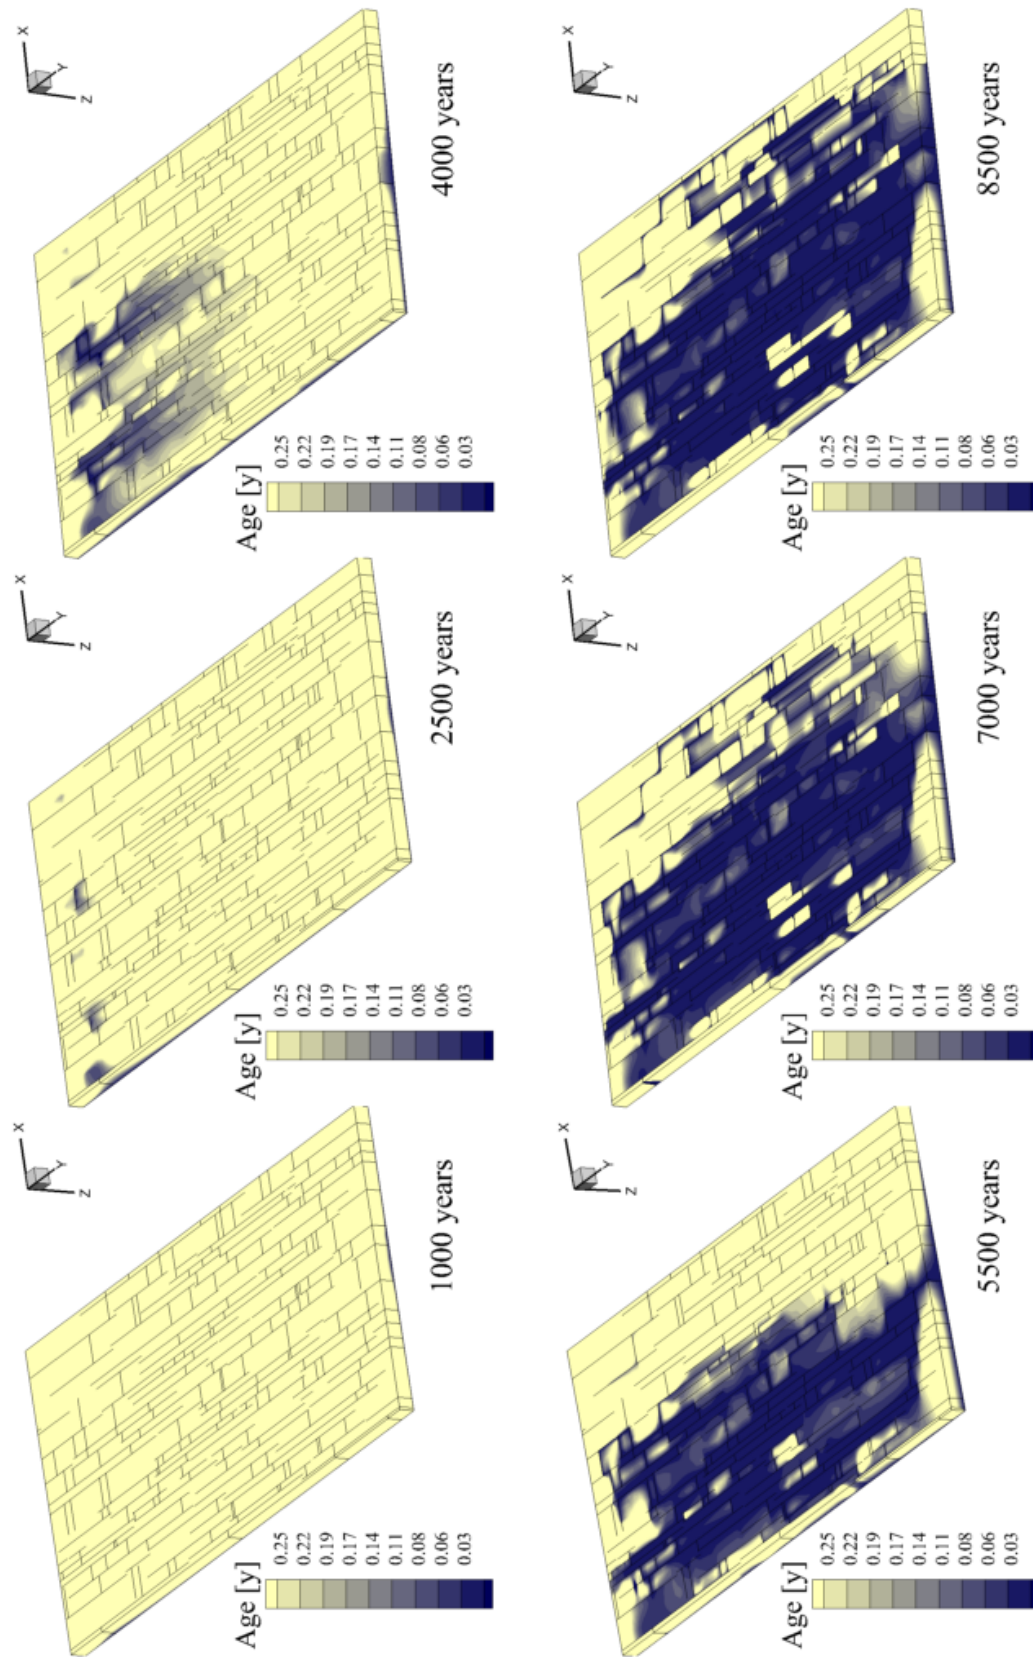 X
Y
Z
Age [y]
0.25
0.22
0.19
0.17
0.14
0.11
0.08
0.06
0.03
1000 years
X
Y
Z
Age [y]
0.25
0.22
0.19
0.17
0.14
0.11
0.08
0.06
0.03
2500 years
X
Y
Z
Age [y]
0.25
0.22
0.19
0.17
0.14
0.11
0.08
0.06
0.03
4000 years
X
Y
Z
Age [y]
0.25
0.22
0.19
0.17
0.14
0.11
0.08
0.06
0.03
5500 years
X
Y
Z
Age [y]
0.25
0.22
0.19
0.17
0.14
0.11
0.08
0.06
0.03
7000 years
X
Y
Z
Age [y]
0.25
0.22
0.19
0.17
0.14
0.11
0.08
0.06
0.03
8500 years